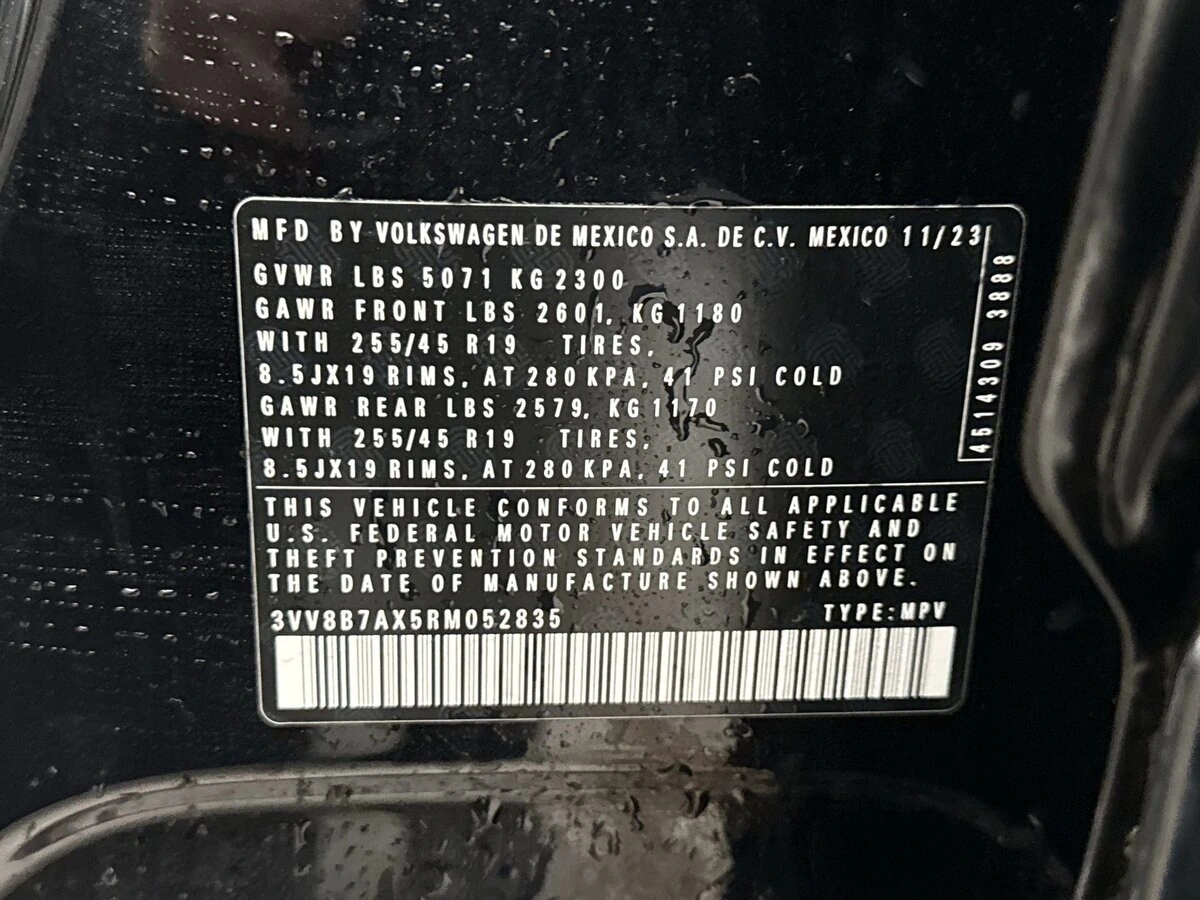 MFD BY VOLKSWAGEN DE MEXICO S.A. DE C.V. MEXICO 11/23
GVWR LBS 5071 KG 2300
GAWR FRONT LBS 2601, KG 1180
WITH 255/45 R19 TIRES,
8.5JX19 RIMS, AT 280 KPA, 41 PSI COLD
GAWR REAR LBS 2579, KG 1170
WITH 255/45 R19 TIRES,
8.5JX19 RIMS, AT 280 KPA, 41 PSI COLD
4514309 3888
THIS VEHICLE CONFORMS TO ALL APPLICABLE
U.S. FEDERAL MOTOR VEHICLE SAFETY AND
THEFT PREVENTION STANDARDS IN EFFECT ON
THE DATE OF MANUFACTURE SHOWN ABOVE.
3VV8B7AX5RM052835 TYPE:MPV